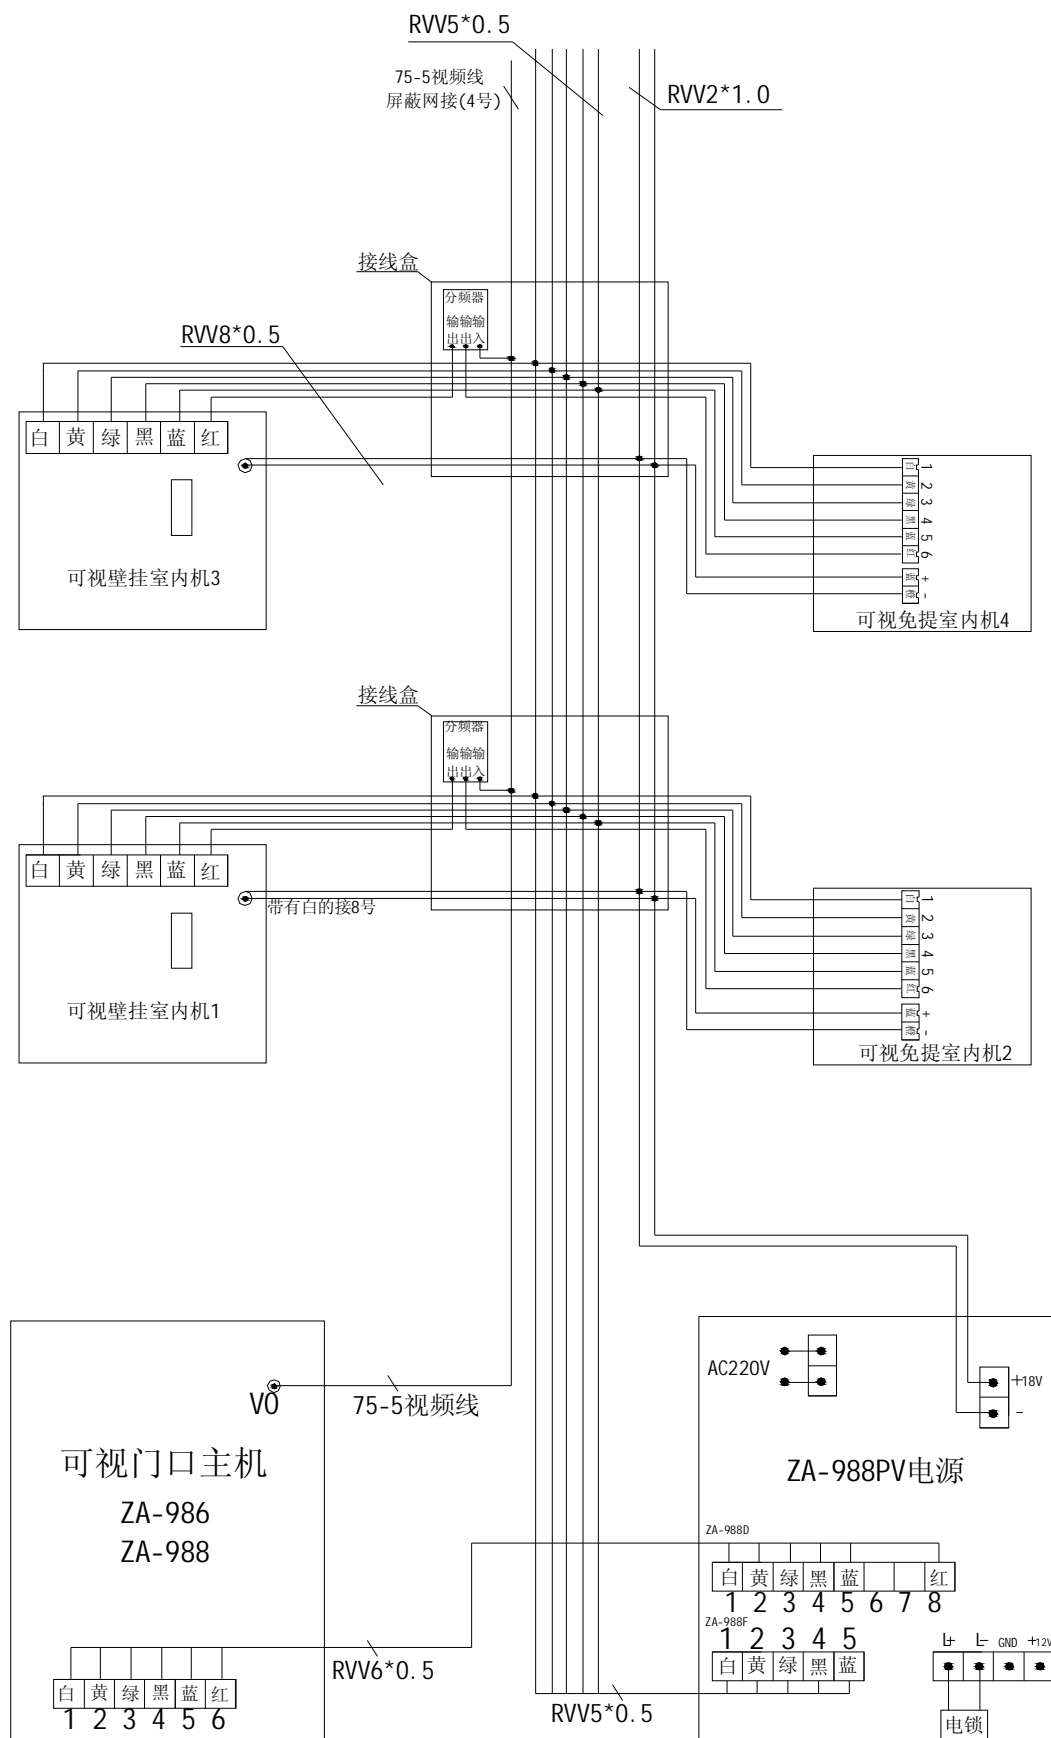 RVV5*0.5
75-5视频线
屏蔽网接(4号)
RVV2*1.0
接线盒
分频器
输输输
出出入
RVV8*0.5
白 黄 绿 黑 蓝 红
可视壁挂室内机3
白 1
黄 2
绿 3
黑 4
蓝 5
红 6
蓝 +
橙 -
可视免提室内机4
接线盒
分频器
输输输
出出入
白 黄 绿 黑 蓝 红
带有白的接8号
可视壁挂室内机1
白 1
黄 2
绿 3
黑 4
蓝 5
红 6
蓝 +
橙 -
可视免提室内机2
VO
75-5视频线
可视门口主机
ZA-986
ZA-988
白 黄 绿 黑 蓝 红
1 2 3 4 5 6
RVV6*0.5
RVV5*0.5
AC220V
+18V
-
ZA-988PV电源
ZA-988D
白 黄 绿 黑 蓝 红
1 2 3 4 5 6 7 8
ZA-988F
1 2 3 4 5
白 黄 绿 黑 蓝
L+ L- GND +12V
电锁